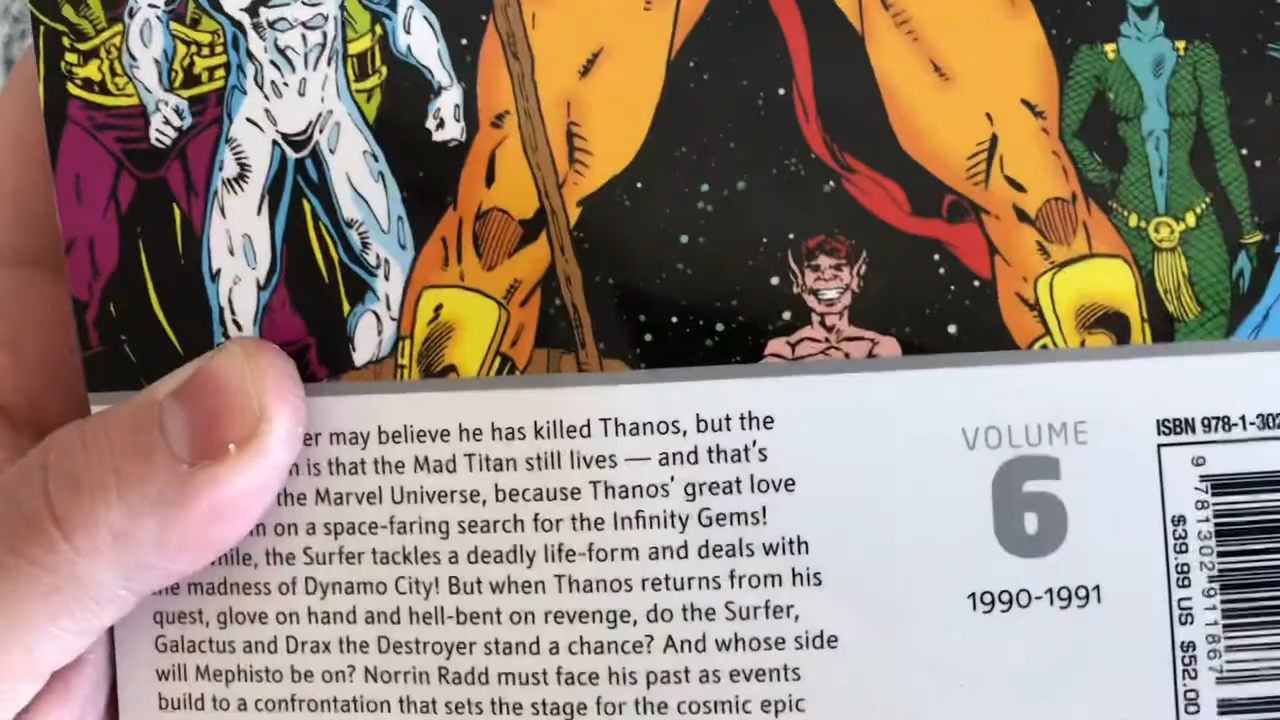 er may believe he has killed Thanos, but the
is that the Mad Titan still lives — and that's
the Marvel Universe, because Thanos' great love
on a space-faring search for the Infinity Gems!
the Surfer tackles a deadly life-form and deals with
madness of Dynamo City! But when Thanos returns from his
quest, glove on hand and hell-bent on revenge, do the Surfer,
Galactus and Drax the Destroyer stand a chance? And whose side
will Mephisto be on? Norrin Radd must face his past as events
build to a confrontation that sets the stage for the cosmic epic
VOLUME
6
1990-1991
ISBN 978-1-302
9 781302 911867
$39.99 US $52.00